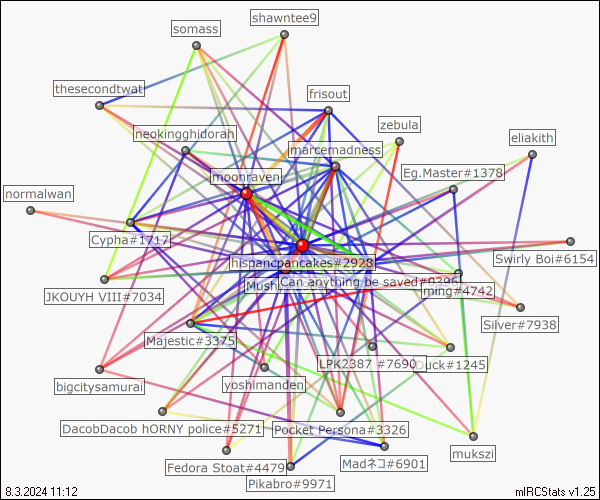 shawntee9
somass
thesecondtwat
frisout
zebula
neokingghidorah
eliakith
marcemadness
Eg.Master#1378
moonraven
normalwan
Cypha#1717
Swirly Boi#6154
hispanicpancakes#2928
Mush
Can anything be saved#0396
ming#4742
JKOUYH VIII#7034
Silver#7938
Majestic#3375
LPK2387 #7690
Duck#1245
bigcitysamurai
yoshimanden
DacobDacob hORNY police#5271
Pocket Persona#3326
mukszi
Fedora Stoat#4479
Madネコ#6901
Pikabro#9971
8.3.2024 11:12
mIRCStats v1.25